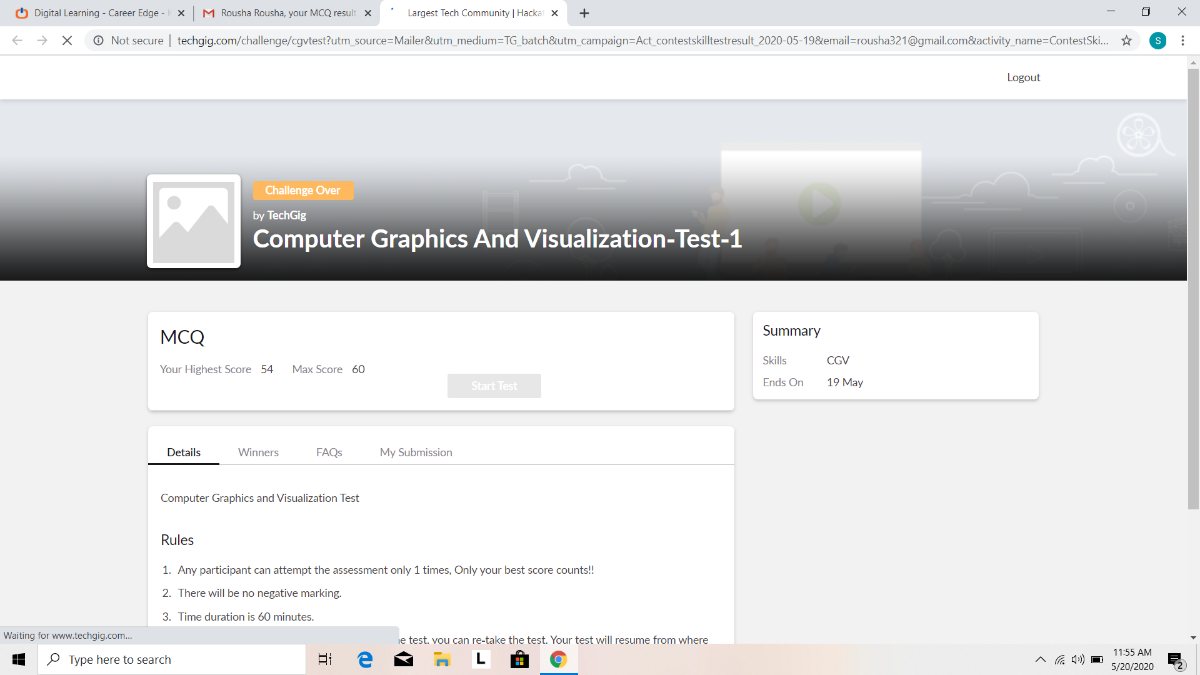 Digital Learning - Career Edge -
Rousha Rousha, your MCQ result
Largest Tech Community | Hacka
Not secure | techgig.com/challenge/cgvtest?utm_source=Mailer&utm_medium=TG_batch&utm_campaign=Act_contestskilltestresult_2020-05-19&email=rousha321@gmail.com&activity_name=ContestSki...
S
Logout
Challenge Over
by TechGig
Computer Graphics And Visualization-Test-1
MCQ
Your Highest Score 54 Max Score 60
Start Test
Summary
Skills CGV
Ends On 19 May
Details Winners FAQs My Submission
Computer Graphics and Visualization Test
Rules
1. Any participant can attempt the assessment only 1 times, Only your best score counts!!
2. There will be no negative marking.
3. Time duration is 60 minutes.
test. you can re-take the test. Your test will resume from where
Waiting for www.techgig.com...
Type here to search
L
11:55 AM
5/20/2020
2